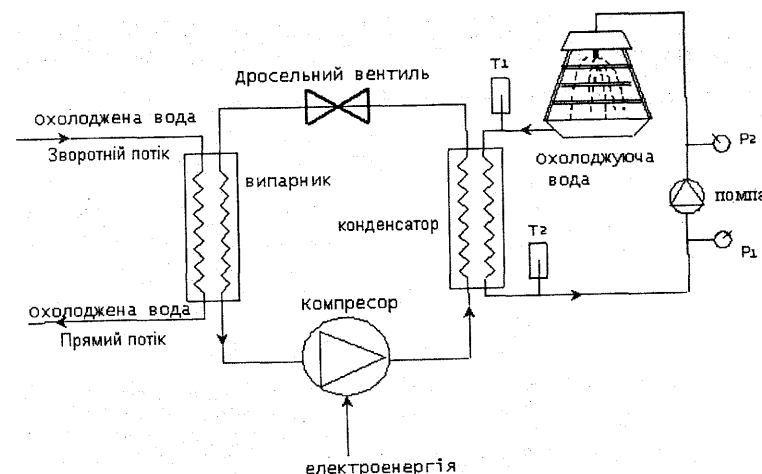 Дросельний вентиль
T1
охолоджена вода
Зворотній потік
випарник
охолоджуюча
вода
P2
помпа
конденсатор
T2
P1
охолоджена вода
Прямий потік
компресор
електроенергія